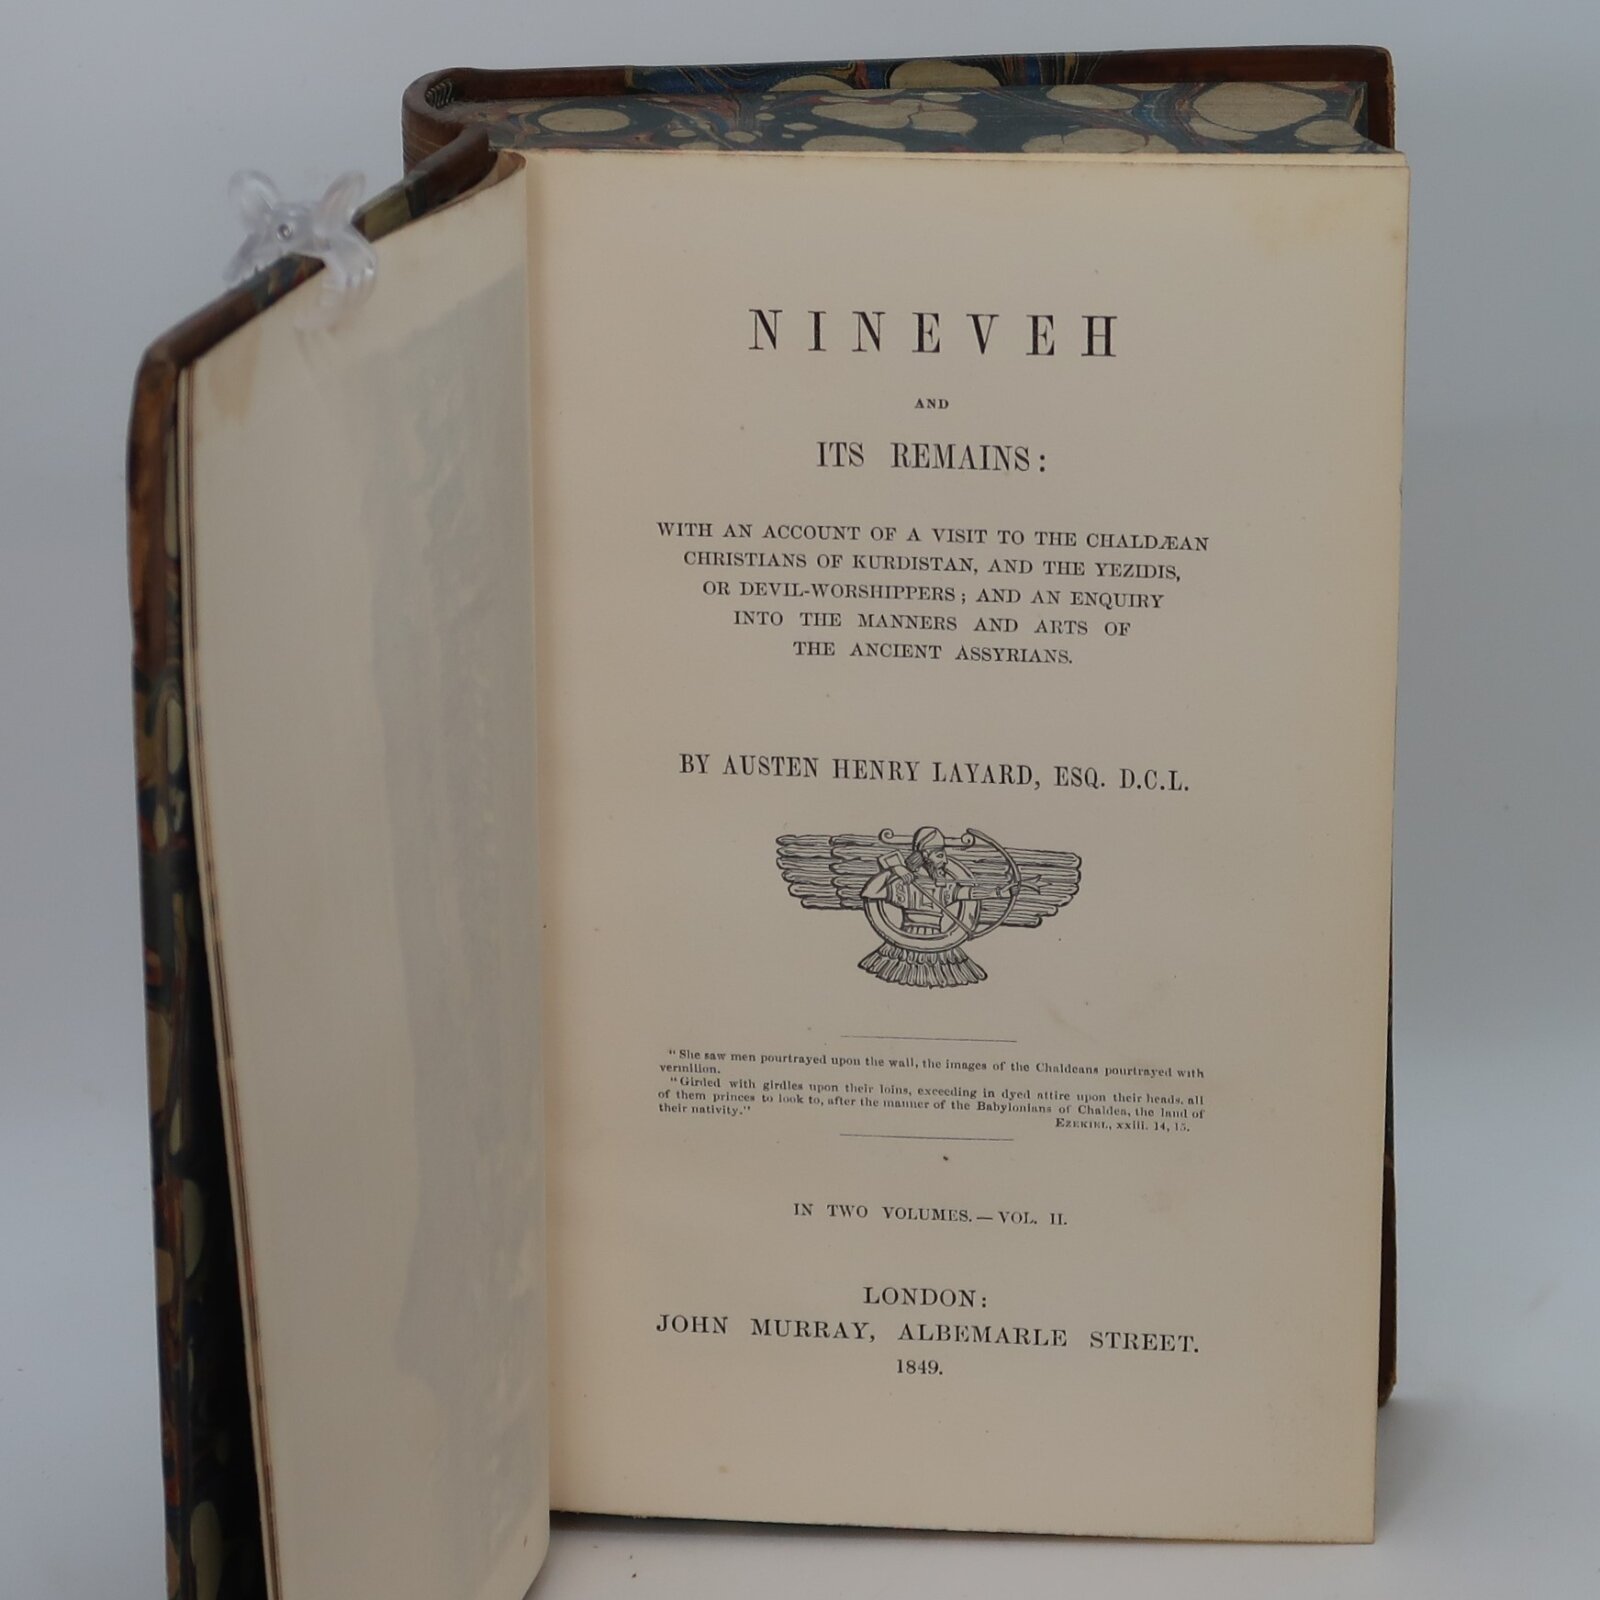 NINEVEH
AND
ITS REMAINS:
WITH AN ACCOUNT OF A VISIT TO THE CHALDÆAN
CHRISTIANS OF KURDISTAN, AND THE YEZIDIS,
OR DEVIL-WORSHIPPERS; AND AN ENQUIRY
INTO THE MANNERS AND ARTS OF
THE ANCIENT ASSYRIANS.
BY AUSTEN HENRY LAYARD, ESQ. D.C.L.
"She saw men pourtrayed upon the wall, the images of the Chaldeans pourtrayed with
vermilion.
"Girded with girdles upon their loins, exceeding in dyed attire upon their heads, all
of them princes to look to, after the manner of the Babylonians of Chaldea, the land of
their nativity."
EZEKIEL, xxiii. 14, 15.
IN TWO VOLUMES.—VOL. II.
LONDON:
JOHN MURRAY, ALBEMARLE STREET.
1849.